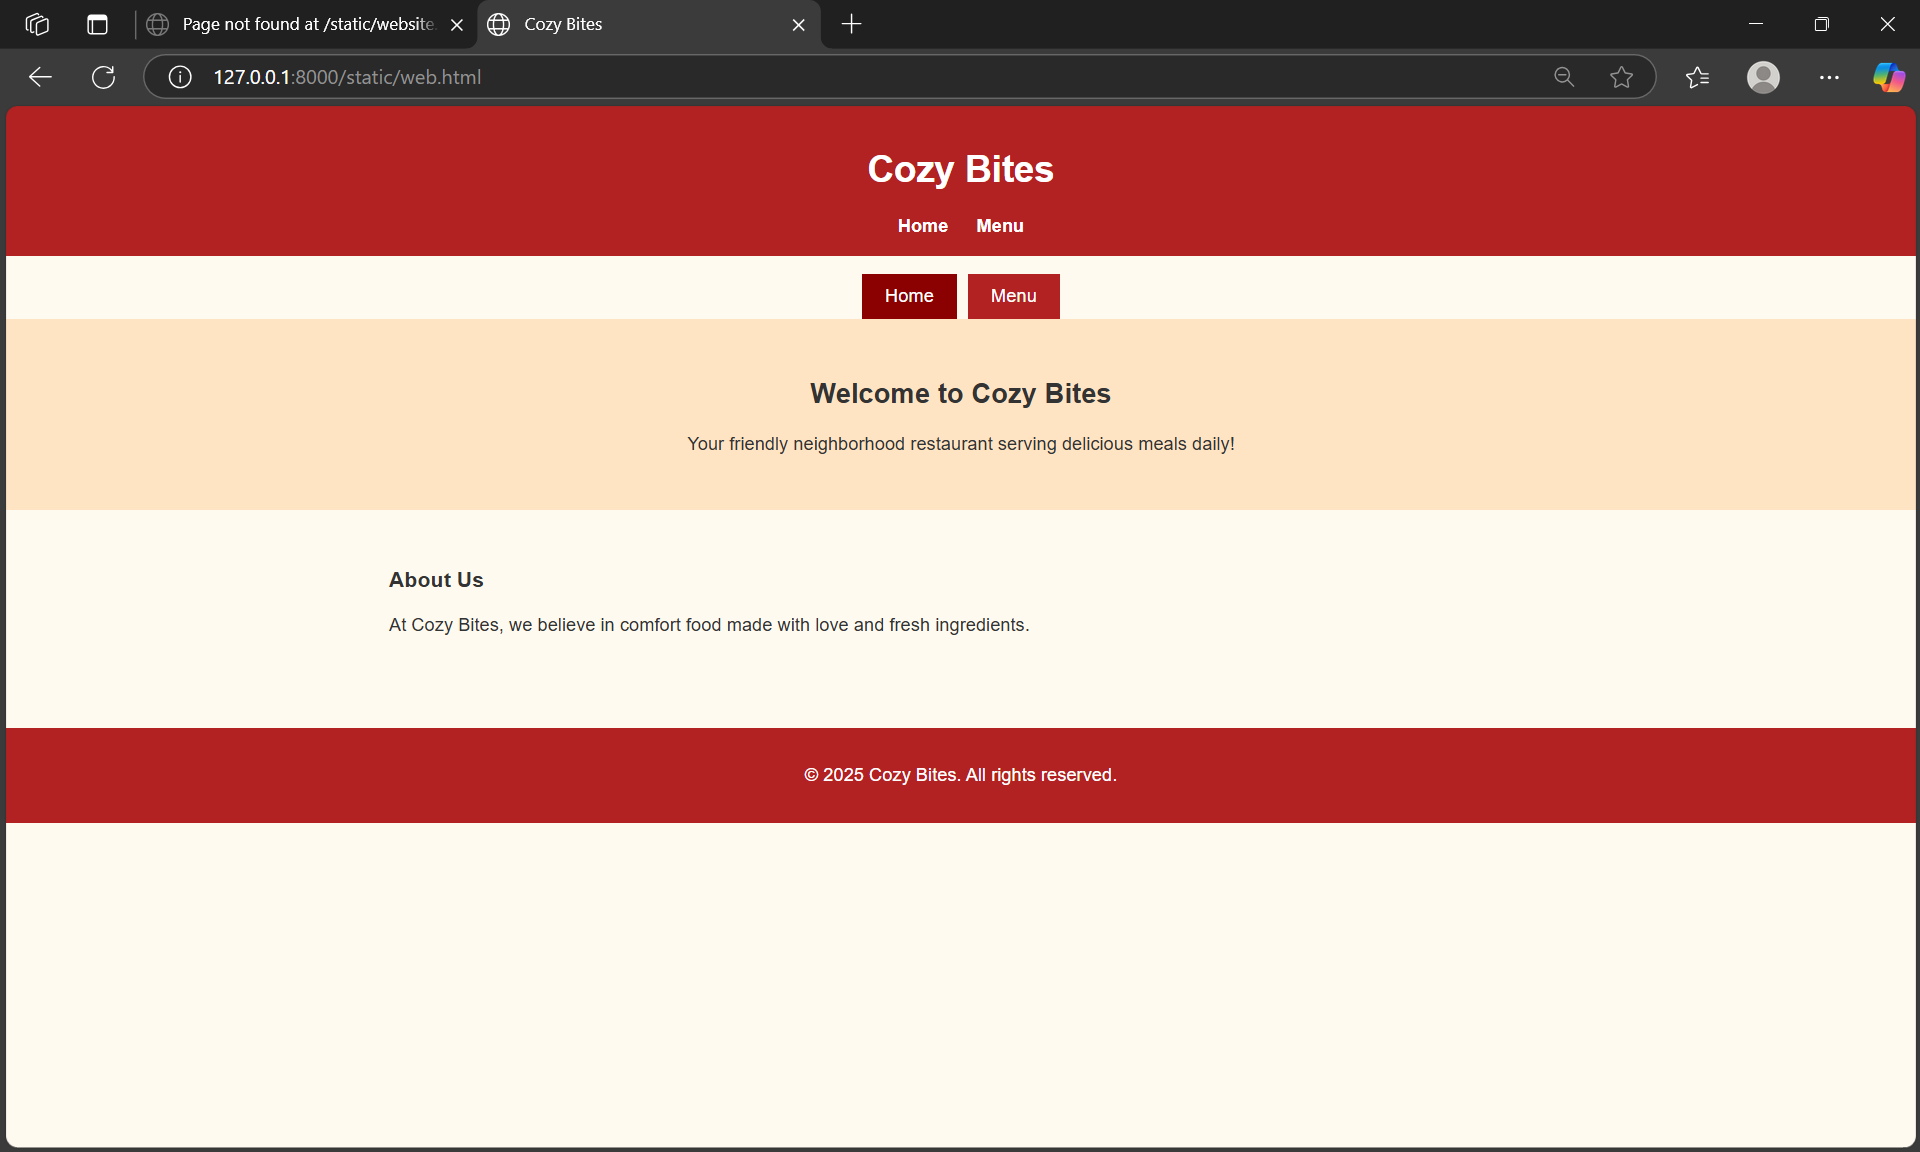 Page not found at /static/website.
Cozy Bites
127.0.0.1:8000/static/web.html
Cozy Bites
Home Menu
Home Menu
Welcome to Cozy Bites
Your friendly neighborhood restaurant serving delicious meals daily!
About Us
At Cozy Bites, we believe in comfort food made with love and fresh ingredients.
© 2025 Cozy Bites. All rights reserved.